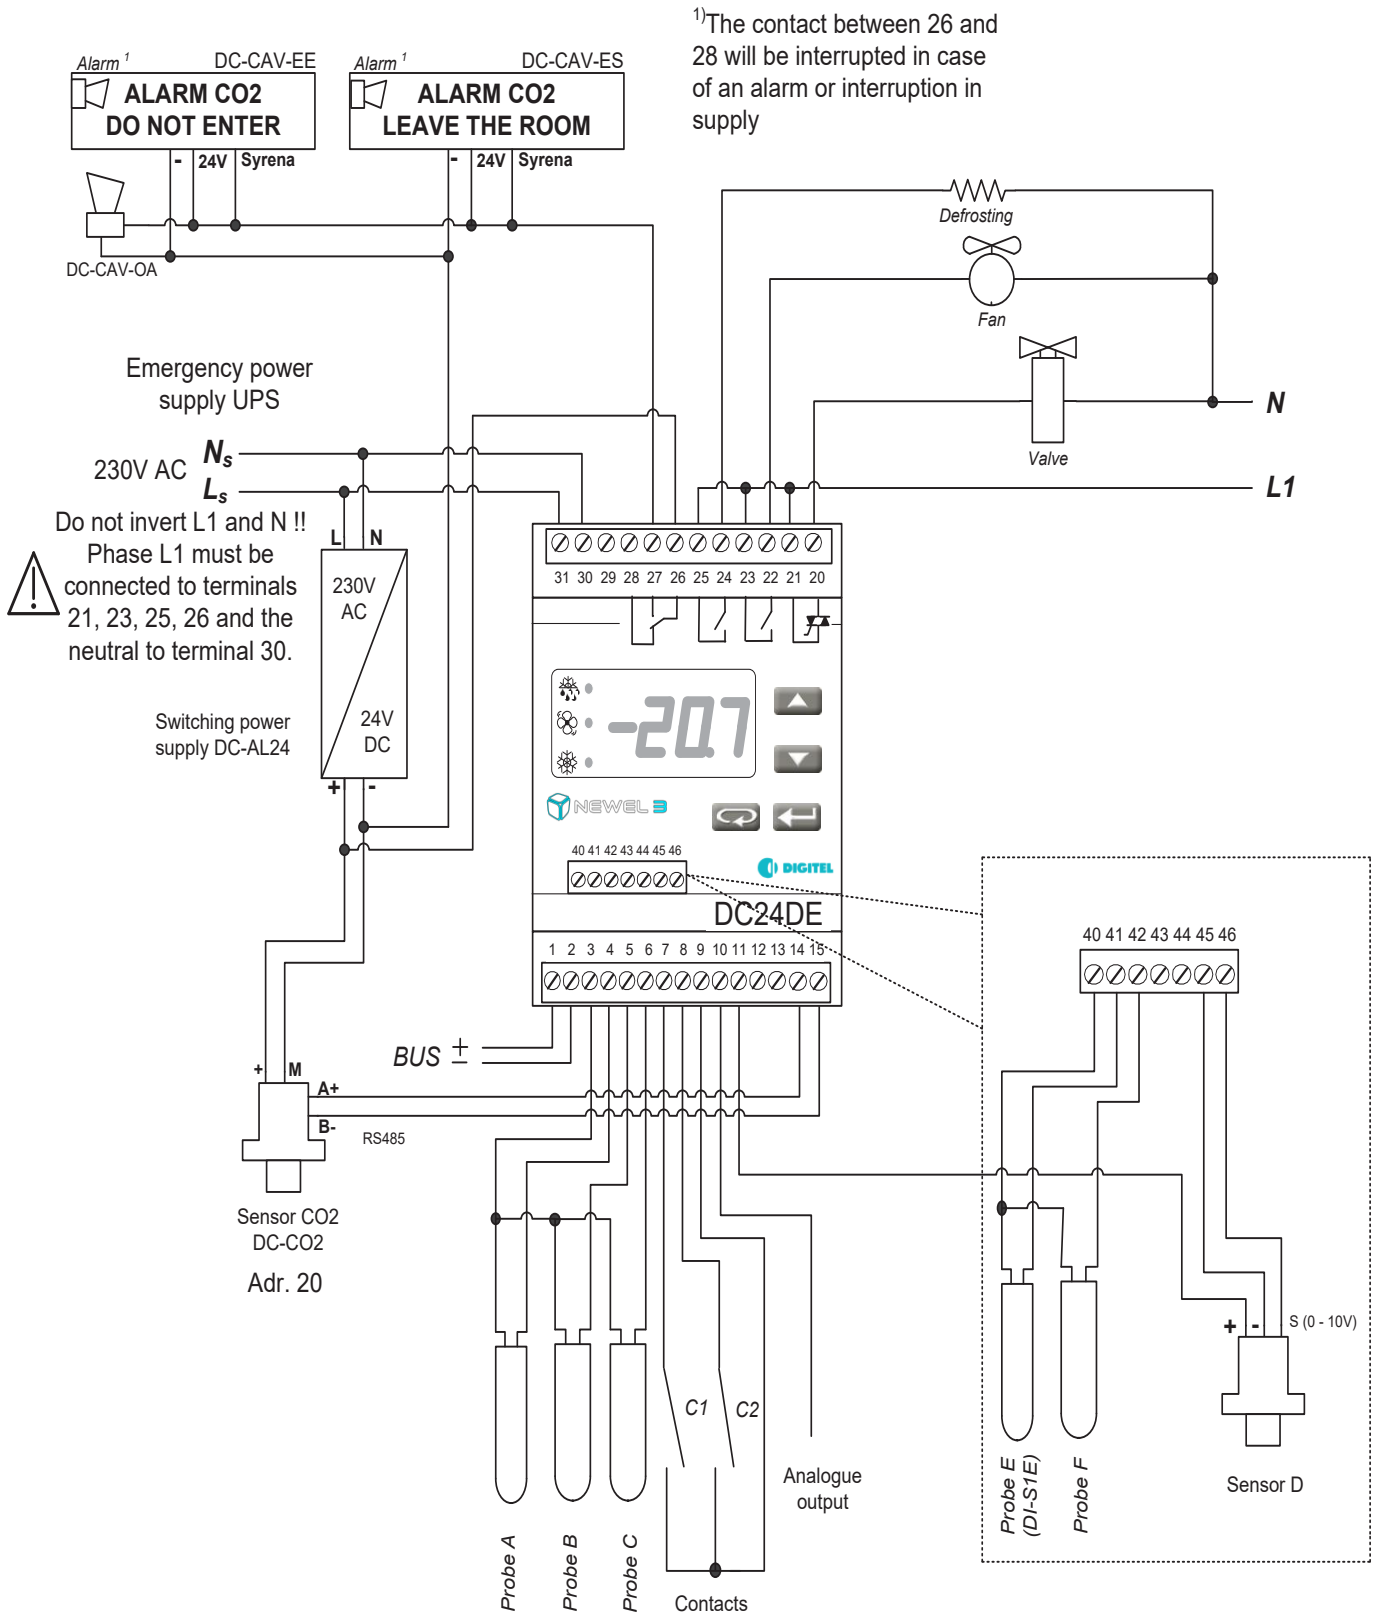 1)The contact between 26 and
28 will be interrupted in case
of an alarm or interruption in
supply
Alarm 1
DC-CAV-EE
ALARM CO2
DO NOT ENTER
- 24V Syrena
Alarm 1
DC-CAV-ES
ALARM CO2
LEAVE THE ROOM
- 24V Syrena
DC-CAV-OA
Defrosting
Fan
Valve
N
L1
Emergency power
supply UPS
230V AC
Ns
Ls
Do not invert L1 and N !!
Phase L1 must be
connected to terminals
21, 23, 25, 26 and the
neutral to terminal 30.
L N
230V
AC
24V
DC
+ -
Switching power
supply DC-AL24
31 30 29 28 27 26 25 24 23 22 21 20
-20.7
NEWEL 3
40 41 42 43 44 45 46
DIGITEL
DC24DE
1 2 3 4 5 6 7 8 9 10 11 12 13 14 15
BUS + -
+ M
A+
B-
RS485
Sensor CO2
DC-CO2
Adr. 20
40 41 42 43 44 45 46
+ - S (0 - 10V)
C1
C2
Analogue
output
Probe A
Probe B
Probe C
Contacts
Probe E
(DI-S1E)
Probe F
Sensor D